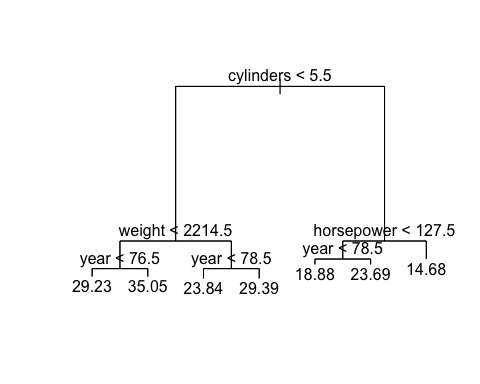 cylinders < 5.5
weight < 2214.5
horsepower < 127.5
year < 76.5
year < 78.5
year < 78.5
29.23
35.05
23.84
29.39
18.88
23.69
14.68